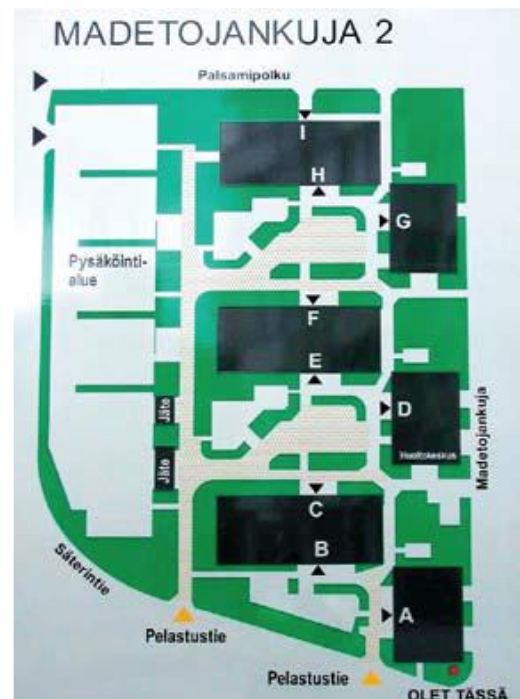 MADETOJANKUJA 2
Palsamipolku
I
H
G
Pysäköinti-
alue
F
E
D
Huoltokeskus
Jäte
Jäte
Madetojankuja
C
B
A
Säterintie
Pelastustie
Pelastustie
OLET TÄSSÄ